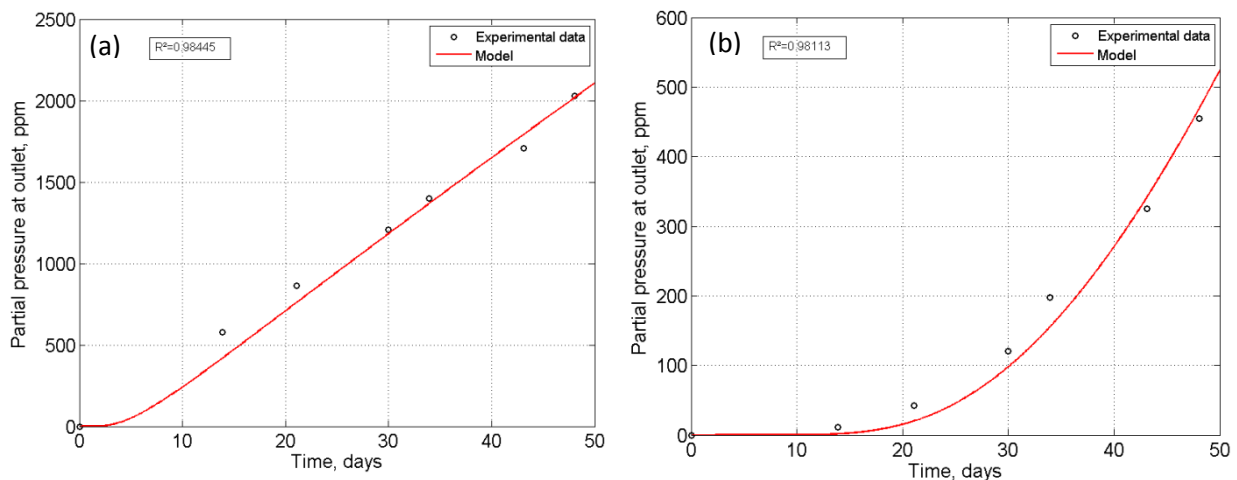 (a)
R²=0.98445
Experimental data
Model
Partial pressure at outlet, ppm
2500
2000
1500
1000
500
0
0 10 20 30 40 50
Time, days
(b)
R²=0.98113
Experimental data
Model
Partial pressure at outlet, ppm
600
500
400
300
200
100
0
0 10 20 30 40 50
Time, days